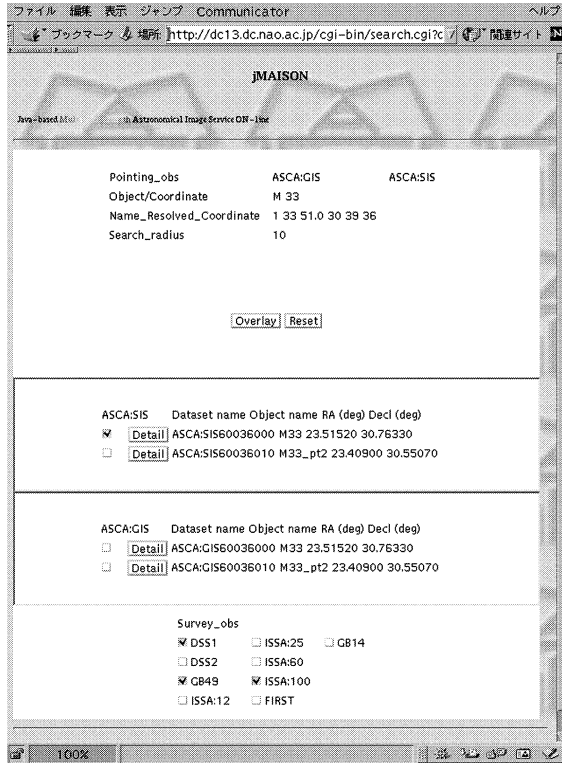 ファイル 編集 表示 ジャンプ Communicator ヘルプ
ブックマーク 場所: http://dc13.dc.nao.ac.jp/cgi-bin/search.cgi?c 関連サイト N
jMAISON
Java-based Astronomical Image Service ON-line
Pointing_obs ASCA:GIS ASCA:SIS
Object/Coordinate M 33
Name_Resolved_Coordinate 1 33 51.0 30 39 36
Search_radius 10
Overlay Reset
ASCA:SIS Dataset name Object name RA (deg) Decl (deg)
Detail ASCA:SIS60036000 M33 23.51520 30.76330
Detail ASCA:SIS60036010 M33_pt2 23.40900 30.55070
ASCA:GIS Dataset name Object name RA (deg) Decl (deg)
Detail ASCA:GIS60036000 M33 23.51520 30.76330
Detail ASCA:GIS60036010 M33_pt2 23.40900 30.55070
Survey_obs
DSS1 ISSA:25 GB14
DSS2 ISSA:60
GB49 ISSA:100
ISSA:12 FIRST
100%